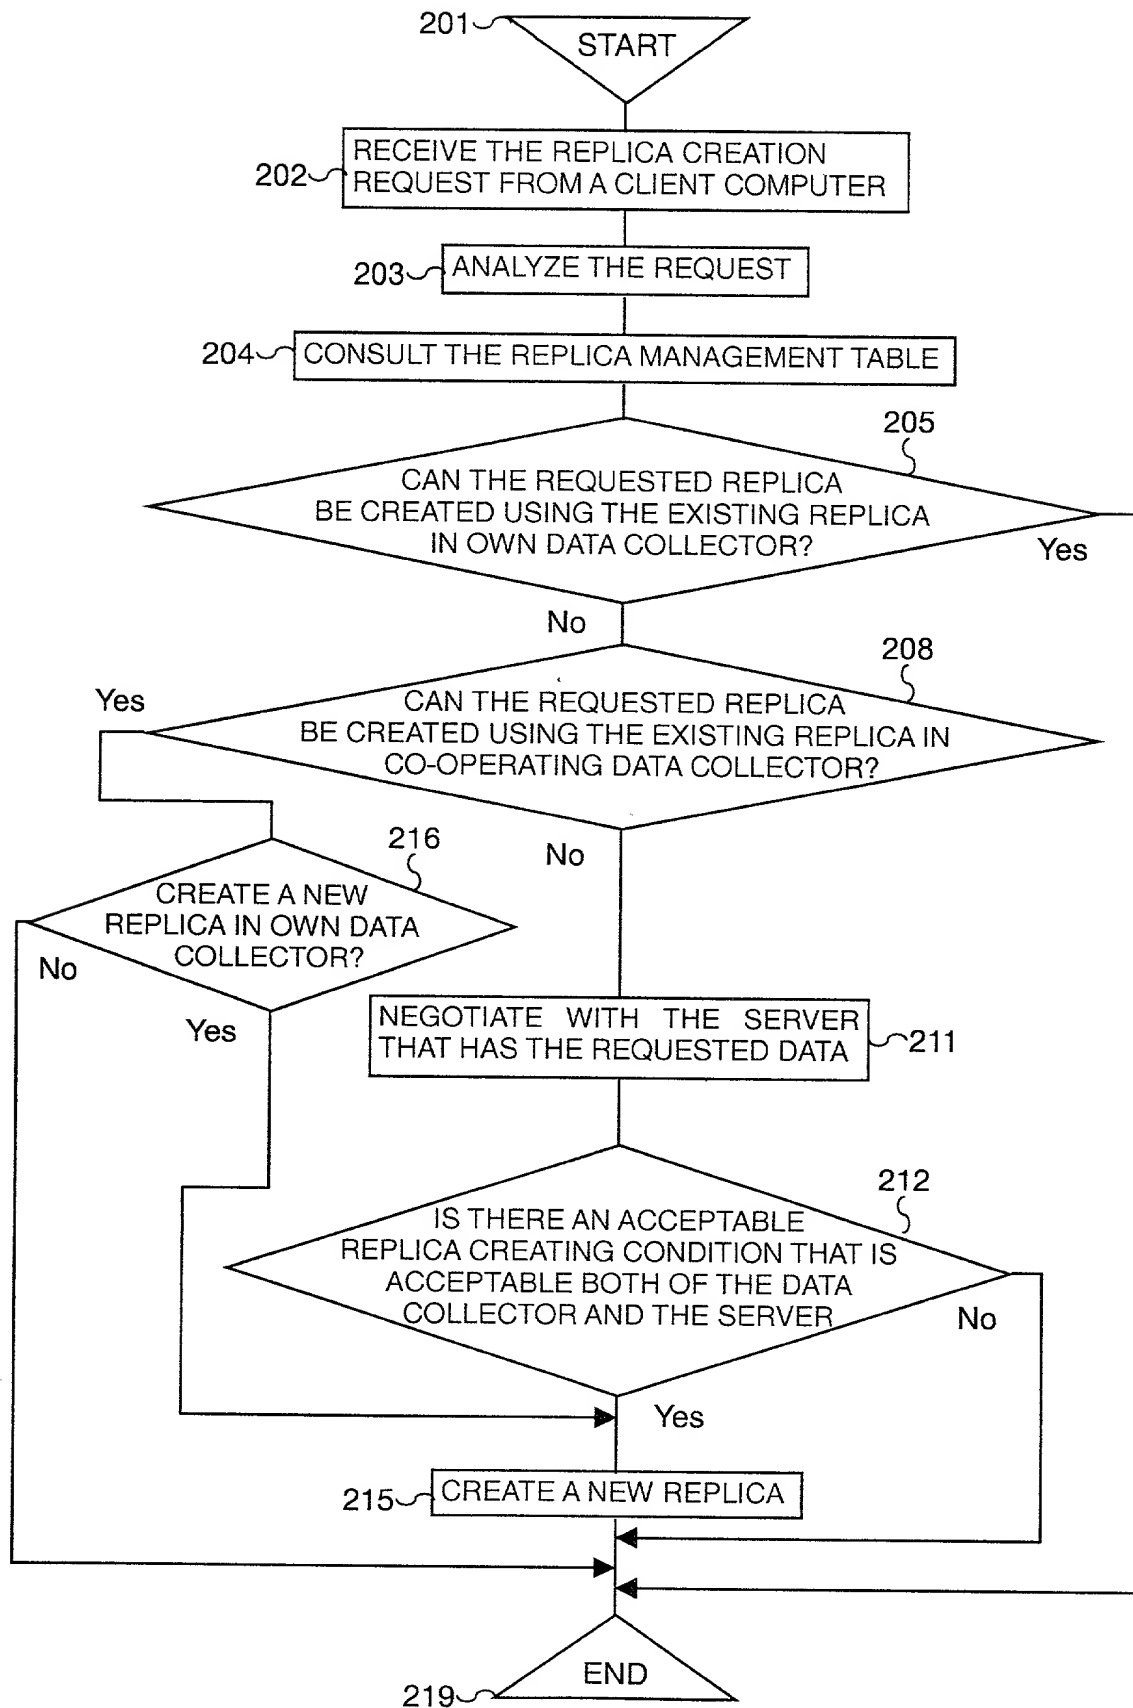 201
START
RECEIVE THE REPLICA CREATION
202
REQUEST FROM A CLIENT COMPUTER
203
ANALYZE THE REQUEST
204
CONSULT THE REPLICA MANAGEMENT TABLE
205
CAN THE REQUESTED REPLICA
BE CREATED USING THE EXISTING REPLICA
IN OWN DATA COLLECTOR?
Yes
No
208
Yes
CAN THE REQUESTED REPLICA
BE CREATED USING THE EXISTING REPLICA IN
CO-OPERATING DATA COLLECTOR?
No
216
CREATE A NEW
REPLICA IN OWN DATA
COLLECTOR?
No
Yes
NEGOTIATE WITH THE SERVER
THAT HAS THE REQUESTED DATA
211
212
IS THERE AN ACCEPTABLE
REPLICA CREATING CONDITION THAT IS
ACCEPTABLE BOTH OF THE DATA
COLLECTOR AND THE SERVER
No
Yes
215
CREATE A NEW REPLICA
END
219